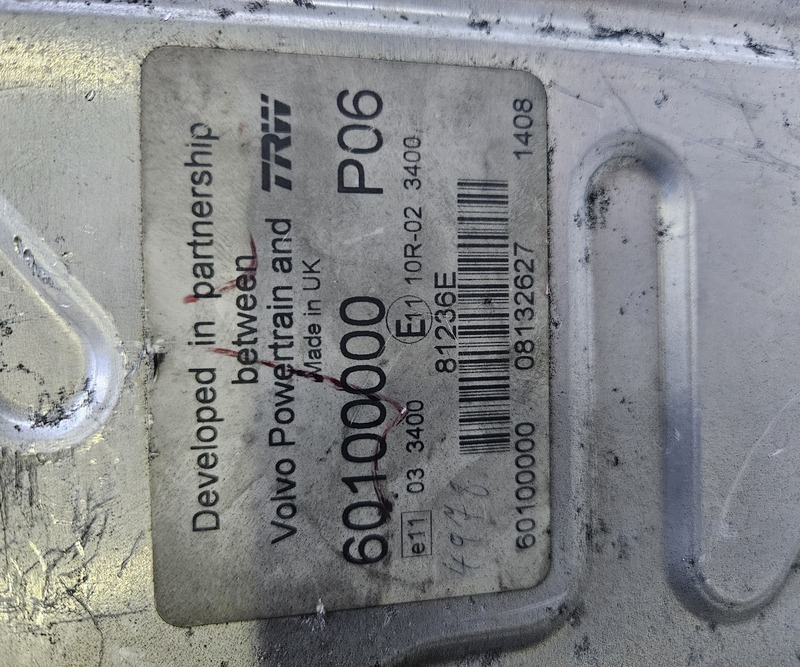 Developed in partnership
between
Volvo Powertrain and TRW
Made in UK
60100000 P06
e11 03 3400 E11 10R-02 3400
81236E
60100000 08132627 1408